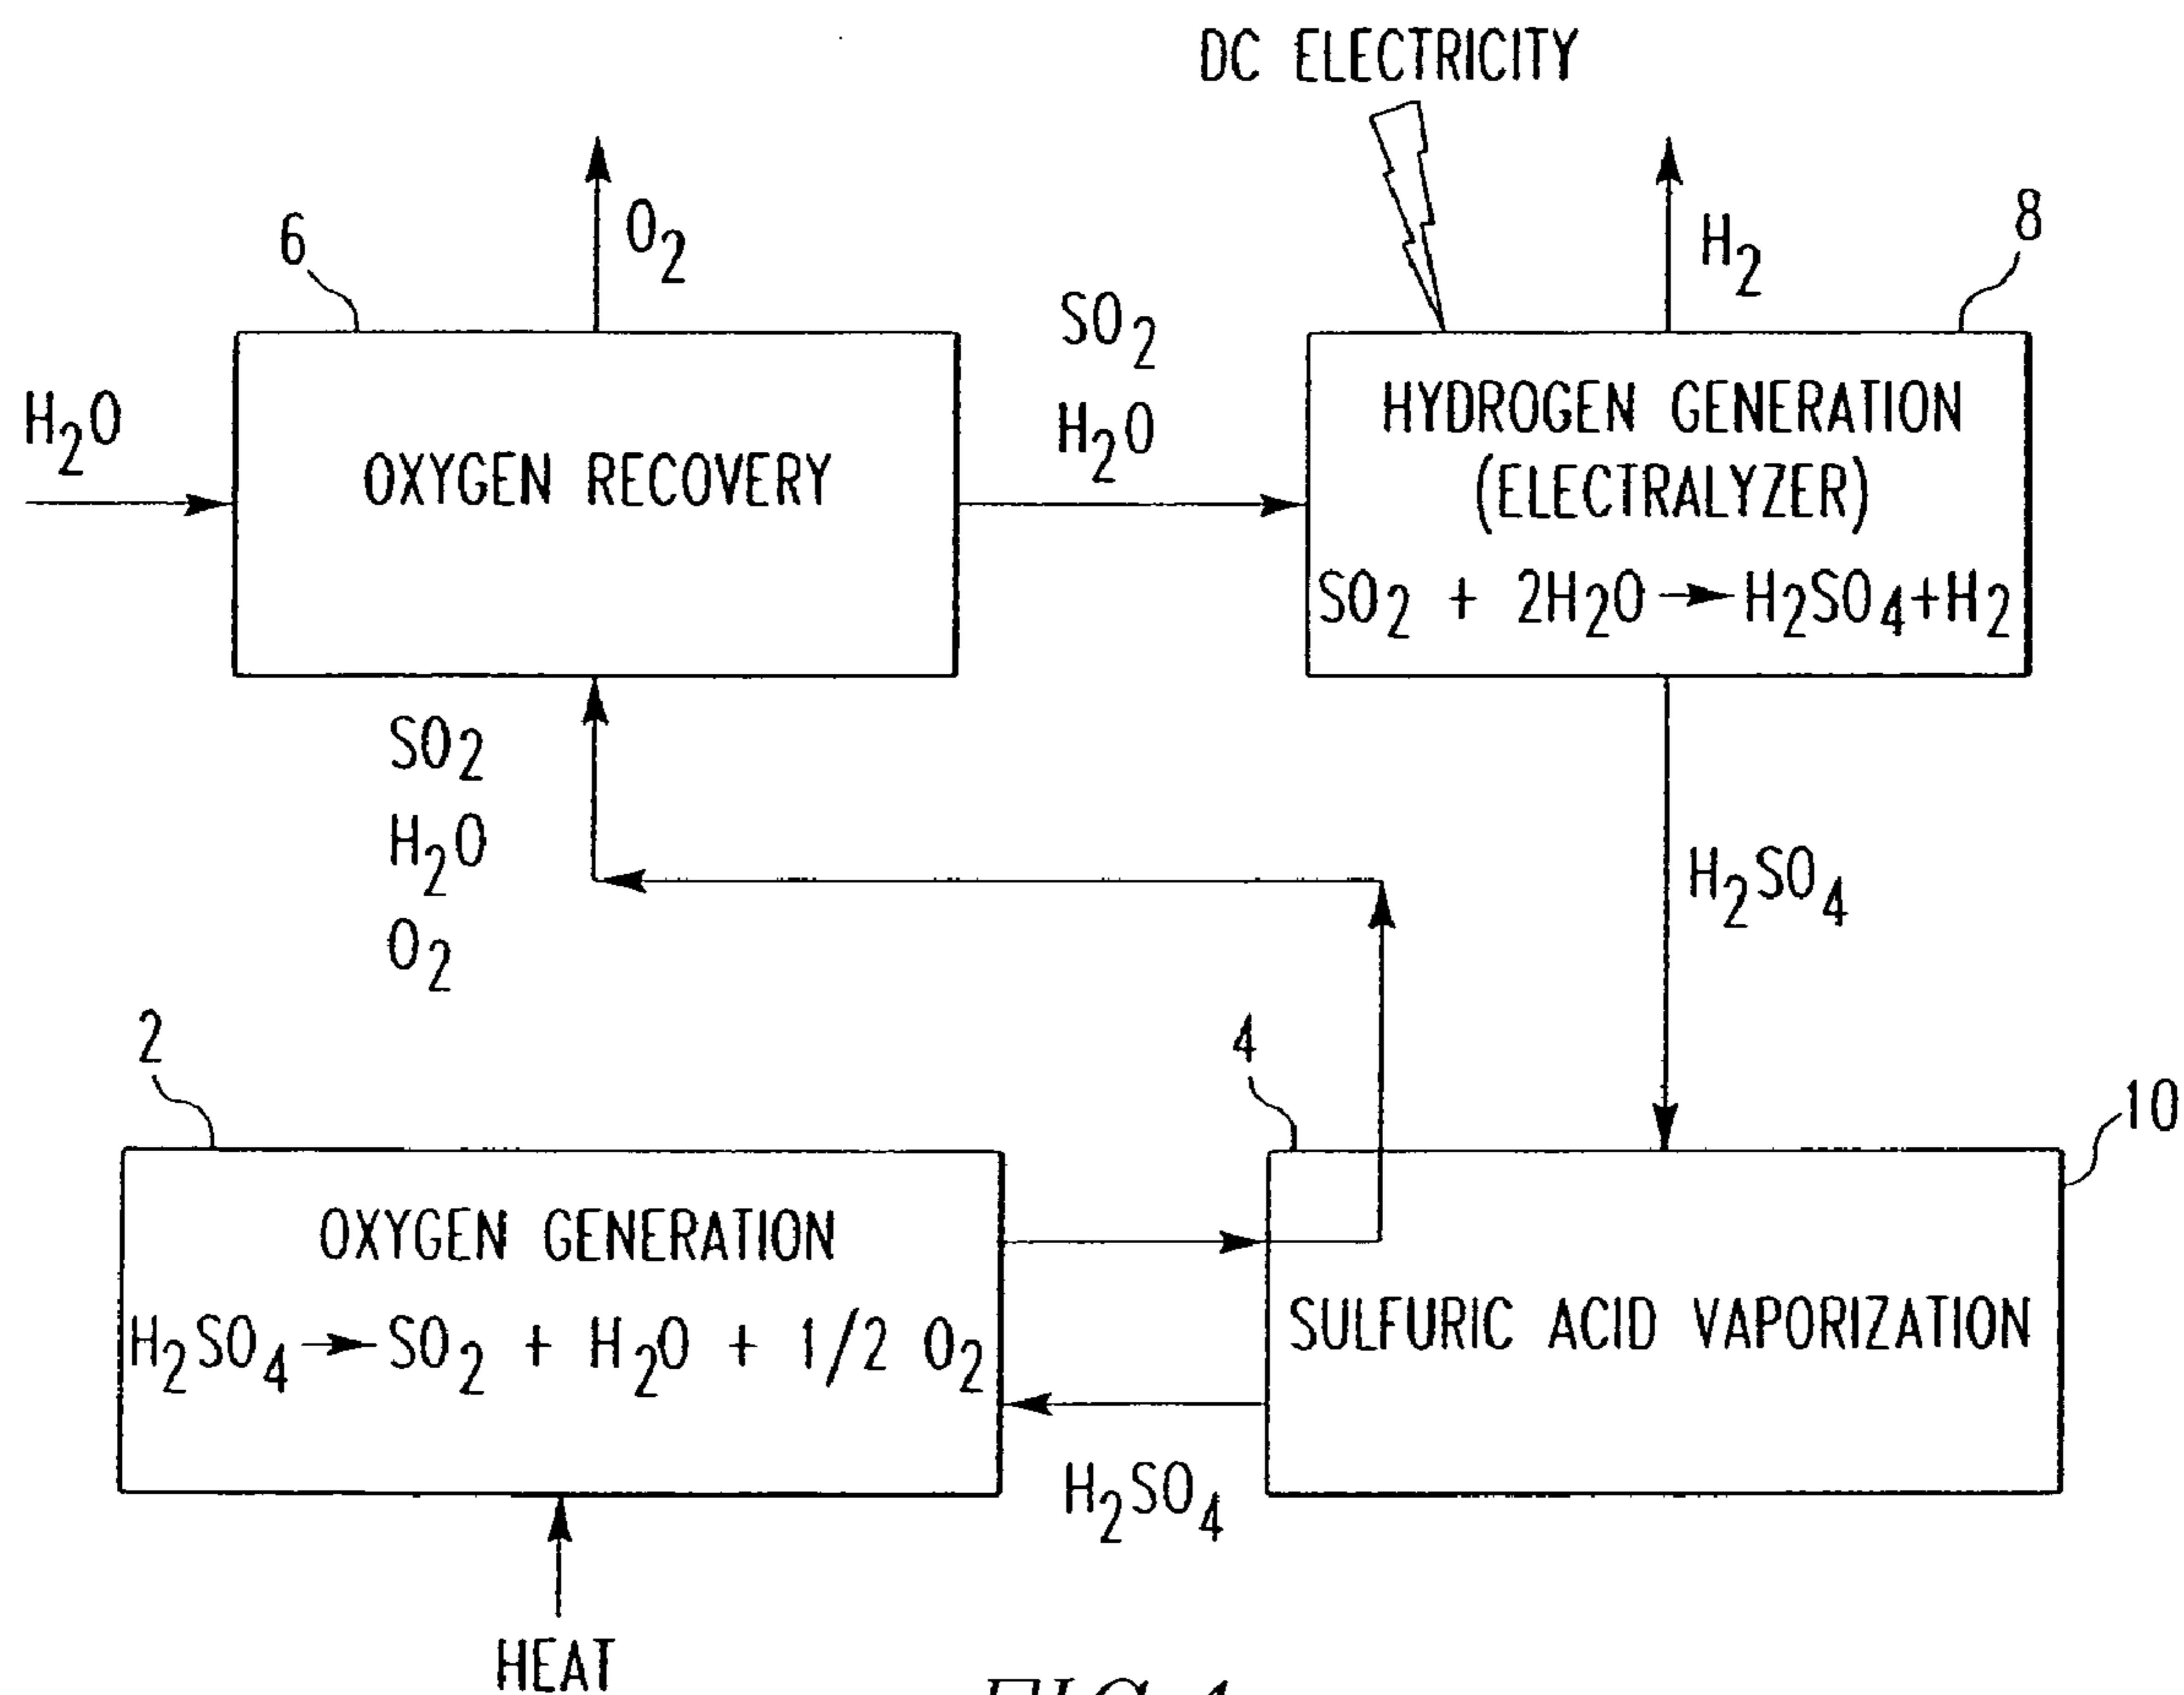 DC ELECTRICITY
6
O2
H2
8
SO2
H2O
H2O
OXYGEN RECOVERY
HYDROGEN GENERATION
(ELECTRALYZER)
SO2 + 2H2O → H2SO4+H2
SO2
H2O
O2
H2SO4
2
4
10
OXYGEN GENERATION
H2SO4 → SO2 + H2O + 1/2 O2
SULFURIC ACID VAPORIZATION
H2SO4
HEAT